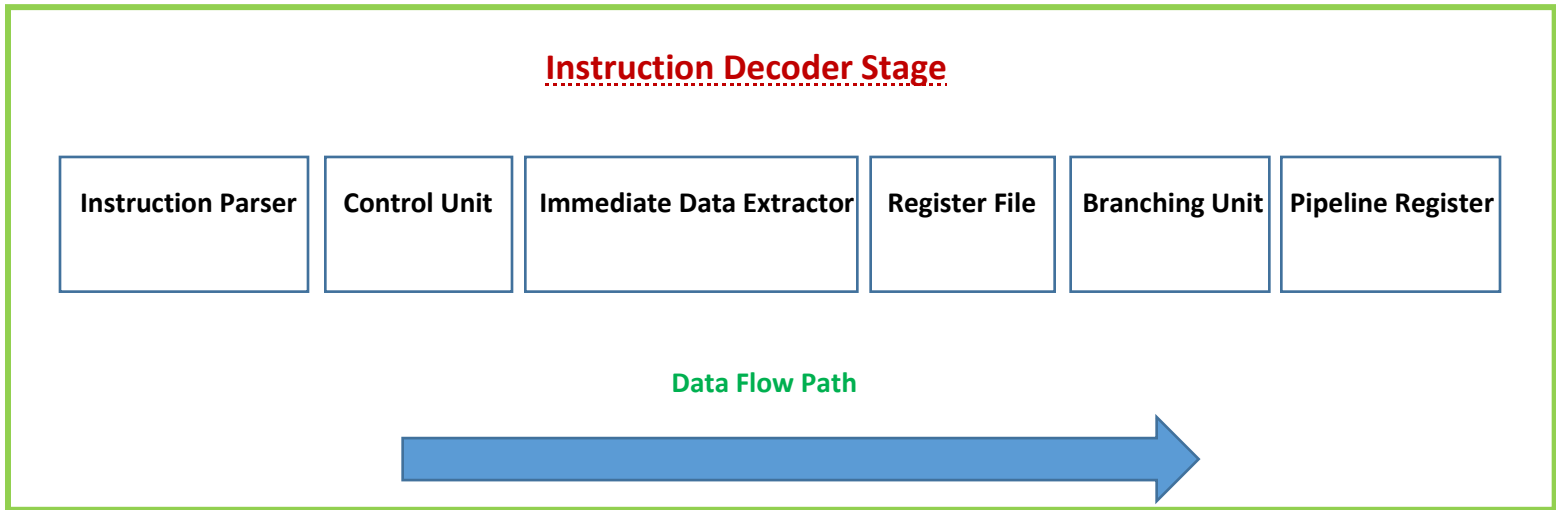 Instruction Decoder Stage
Instruction Parser
Control Unit
Immediate Data Extractor
Register File
Branching Unit
Pipeline Register
Data Flow Path